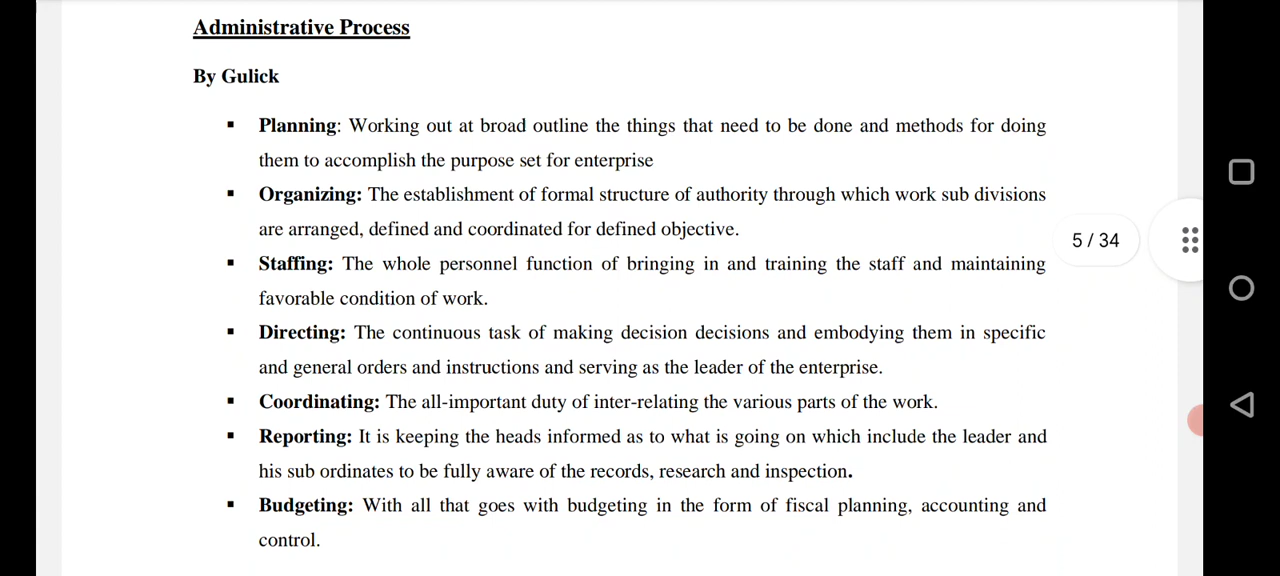 Administrative Process
By Gulick
▪ Planning: Working out at broad outline the things that need to be done and methods for doing
them to accomplish the purpose set for enterprise
▪ Organizing: The establishment of formal structure of authority through which work sub divisions
are arranged, defined and coordinated for defined objective.
▪ Staffing: The whole personnel function of bringing in and training the staff and maintaining
favorable condition of work.
▪ Directing: The continuous task of making decision decisions and embodying them in specific
and general orders and instructions and serving as the leader of the enterprise.
▪ Coordinating: The all-important duty of inter-relating the various parts of the work.
▪ Reporting: It is keeping the heads informed as to what is going on which include the leader and
his sub ordinates to be fully aware of the records, research and inspection.
▪ Budgeting: With all that goes with budgeting in the form of fiscal planning, accounting and
control.
5 / 34